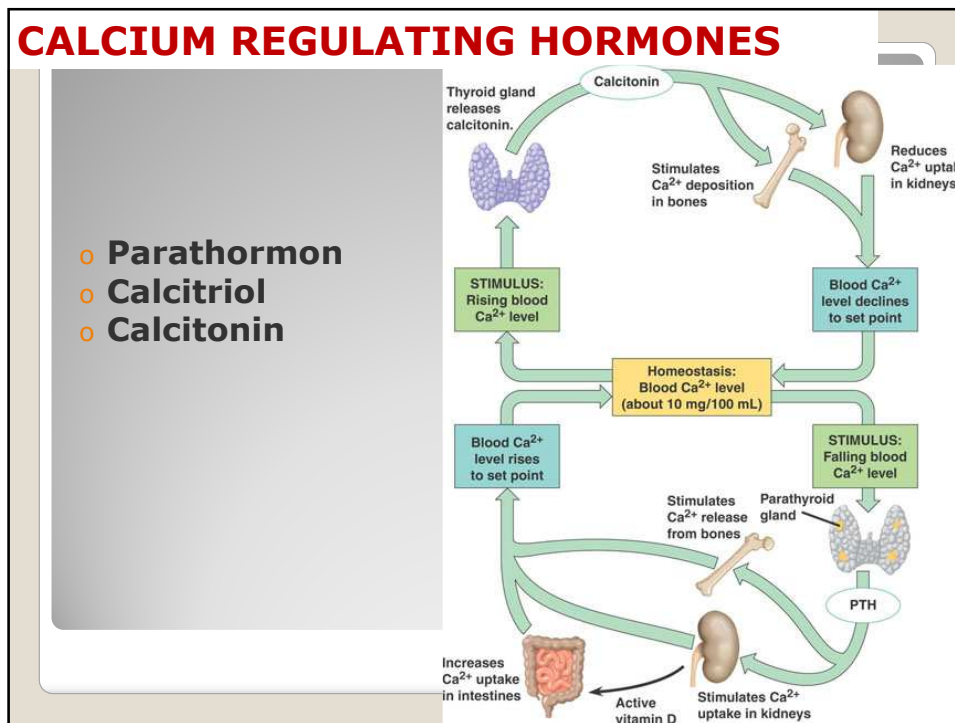 CALCIUM REGULATING HORMONES
o Parathormon
o Calcitriol
o Calcitonin
Calcitonin
Thyroid gland
releases
calcitonin.
Stimulates
Ca²⁺ deposition
in bones
Reduces
Ca²⁺ uptak
in kidneys
STIMULUS:
Rising blood
Ca²⁺ level
Blood Ca²⁺
level declines
to set point
Homeostasis:
Blood Ca²⁺ level
(about 10 mg/100 mL)
Blood Ca²⁺
level rises
to set point
STIMULUS:
Falling blood
Ca²⁺ level
Stimulates
Ca²⁺ release
from bones
Parathyroid
gland
PTH
Increases
Ca²⁺ uptake
in intestines
Active
vitamin D
Stimulates Ca²⁺
uptake in kidneys